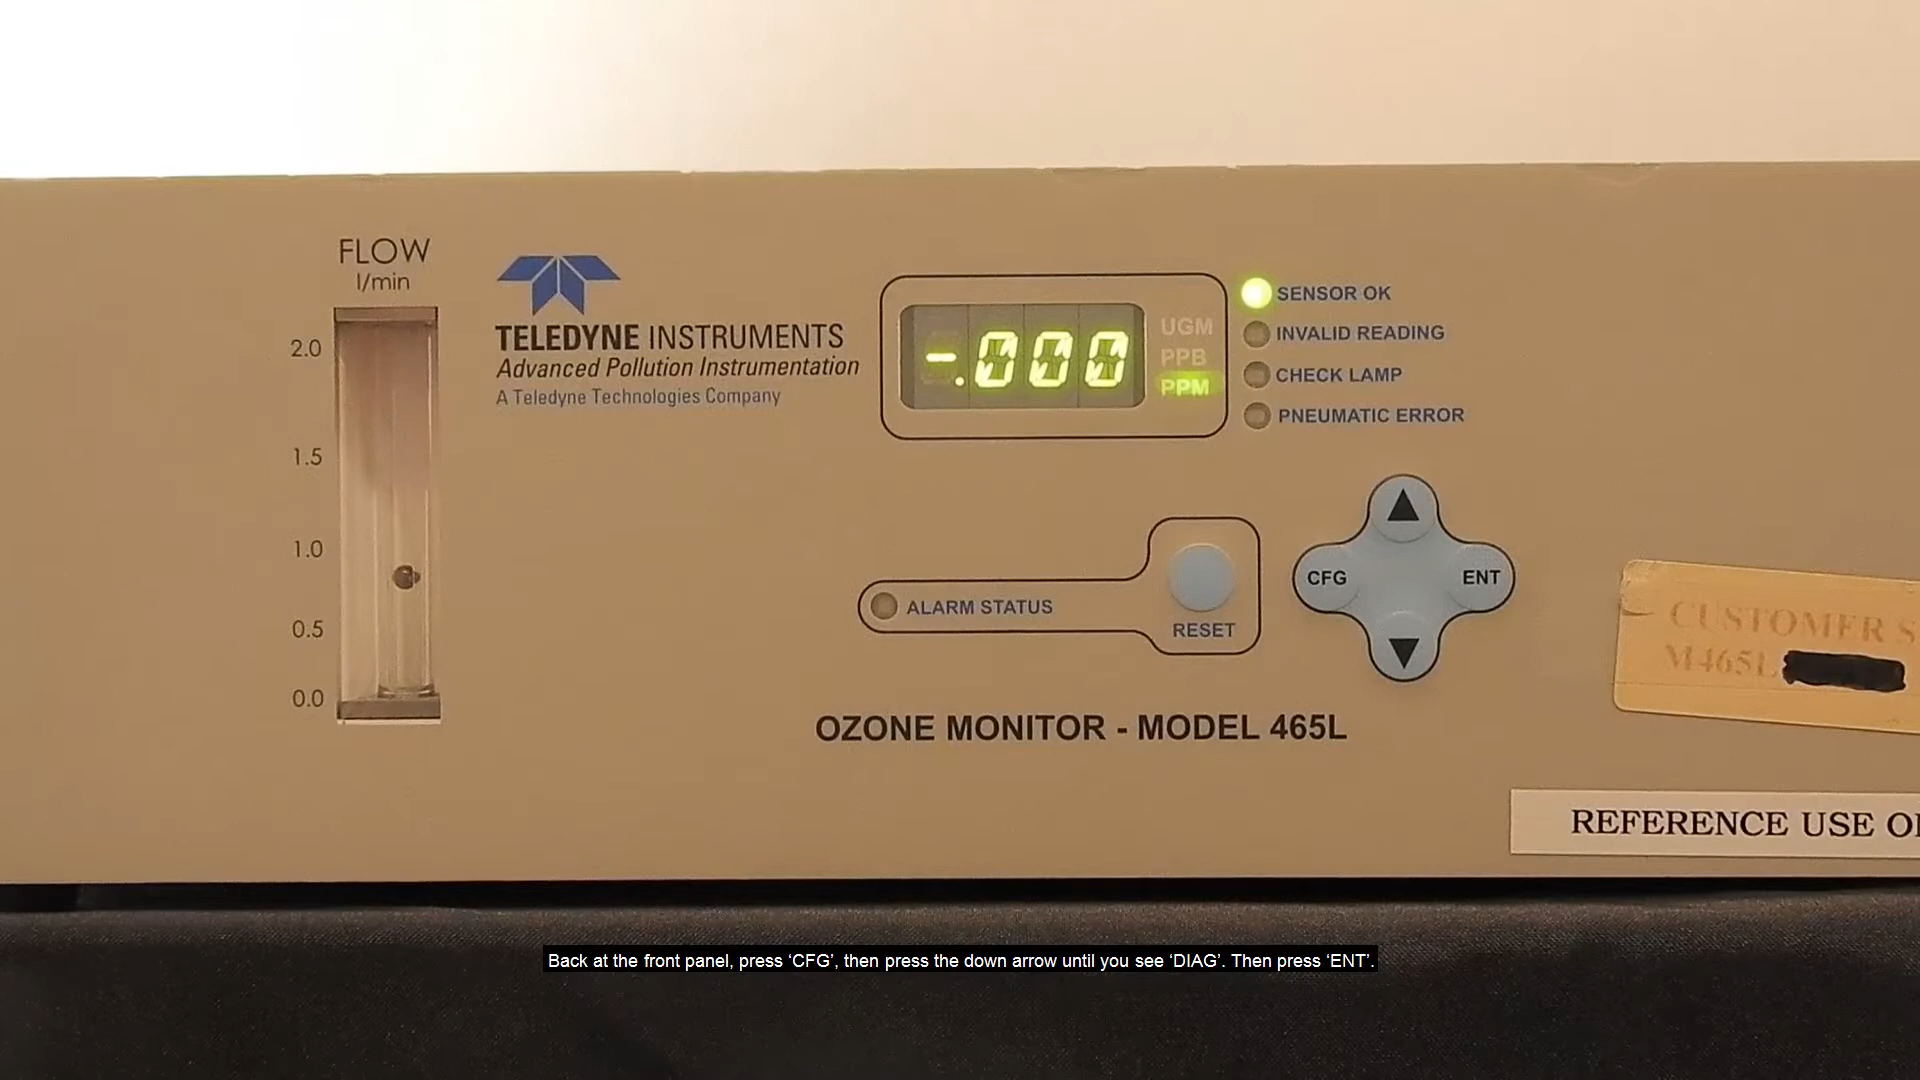 FLOW
l/min
2.0
1.5
1.0
0.5
0.0
TELEDYNE INSTRUMENTS
Advanced Pollution Instrumentation
A Teledyne Technologies Company
-.000
UGM
PPB
PPM
SENSOR OK
INVALID READING
CHECK LAMP
PNEUMATIC ERROR
ALARM STATUS
RESET
CFG
ENT
OZONE MONITOR - MODEL 465L
CUSTOMER S
M465L
REFERENCE USE
Back at the front panel, press ‘CFG’, then press the down arrow until you see ‘DIAG’. Then press ‘ENT’.